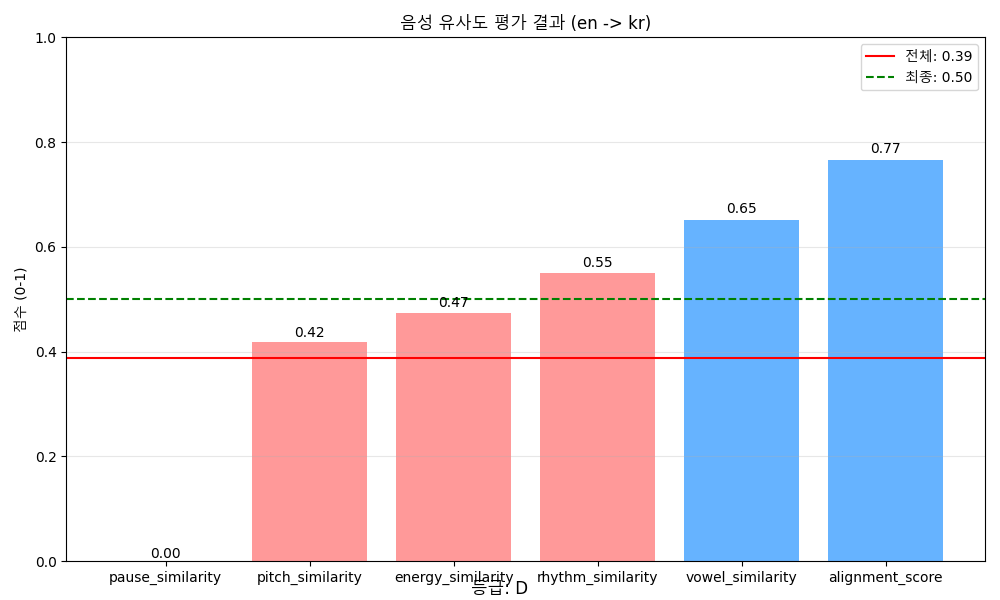 음성 유사도 평가 결과 (en -> kr)
전체: 0.39
최종: 0.50
점수 (0-1)
1.0
0.8
0.6
0.4
0.2
0.0
0.00
0.42
0.47
0.55
0.65
0.77
pause_similarity
pitch_similarity
energy_similarity
rhythm_similarity
vowel_similarity
alignment_score
등급: D